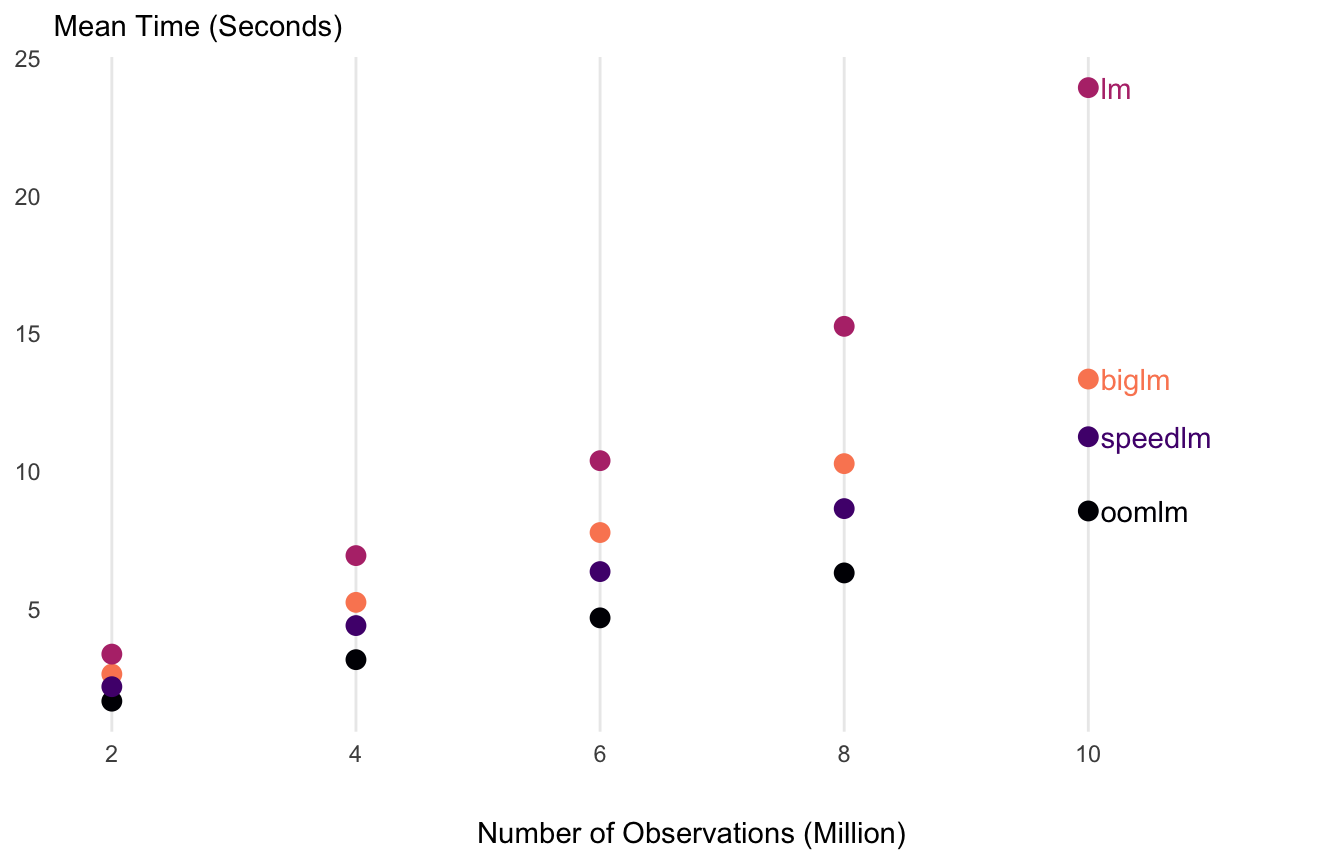 Mean Time (Seconds)
25
20
15
10
5
lm
biglm
speedlm
oomlm
2 4 6 8 10
Number of Observations (Million)